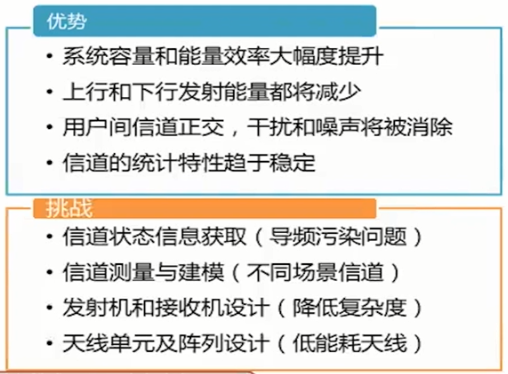 优势
• 系统容量和能量效率大幅度提升
• 上行和下行发射能量都将减少
• 用户间信道正交，干扰和噪声将被消除
• 信道的统计特性趋于稳定
挑战
• 信道状态信息获取（导频污染问题）
• 信道测量与建模（不同场景信道）
• 发射机和接收机设计（降低复杂度）
• 天线单元及阵列设计（低能耗天线）